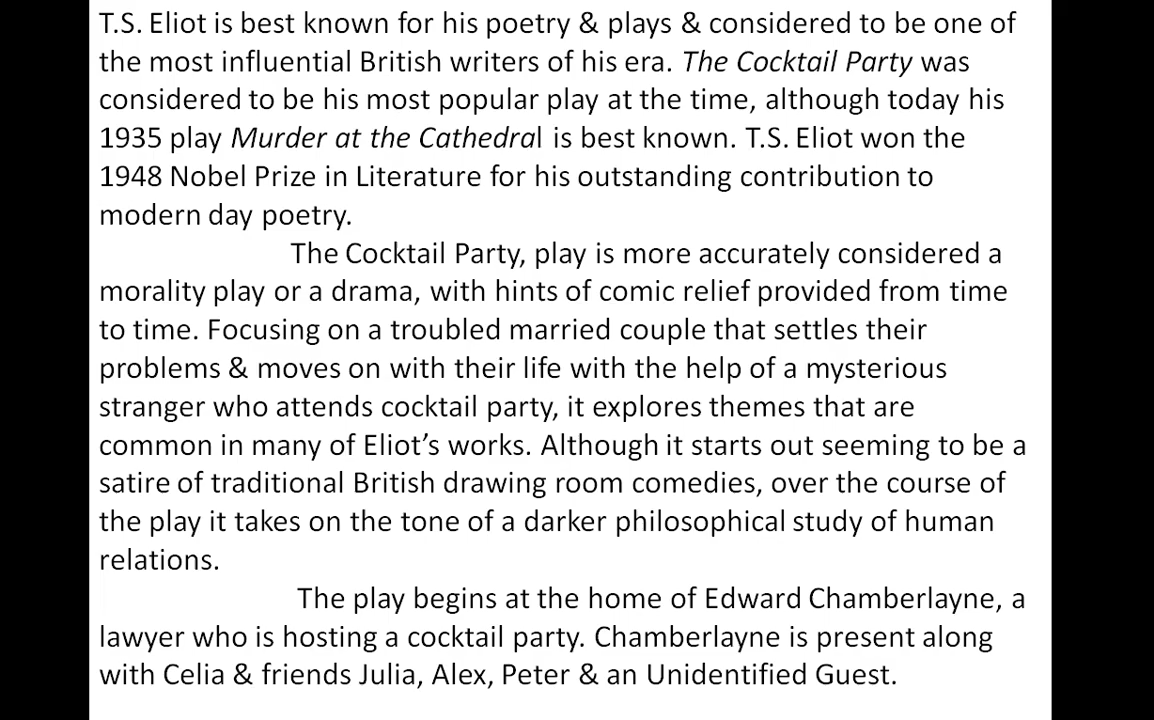 T.S. Eliot is best known for his poetry & plays & considered to be one of
the most influential British writers of his era. The Cocktail Party was
considered to be his most popular play at the time, although today his
1935 play Murder at the Cathedral is best known. T.S. Eliot won the
1948 Nobel Prize in Literature for his outstanding contribution to
modern day poetry.
The Cocktail Party, play is more accurately considered a
morality play or a drama, with hints of comic relief provided from time
to time. Focusing on a troubled married couple that settles their
problems & moves on with their life with the help of a mysterious
stranger who attends cocktail party, it explores themes that are
common in many of Eliot’s works. Although it starts out seeming to be a
satire of traditional British drawing room comedies, over the course of
the play it takes on the tone of a darker philosophical study of human
relations.
The play begins at the home of Edward Chamberlayne, a
lawyer who is hosting a cocktail party. Chamberlayne is present along
with Celia & friends Julia, Alex, Peter & an Unidentified Guest.